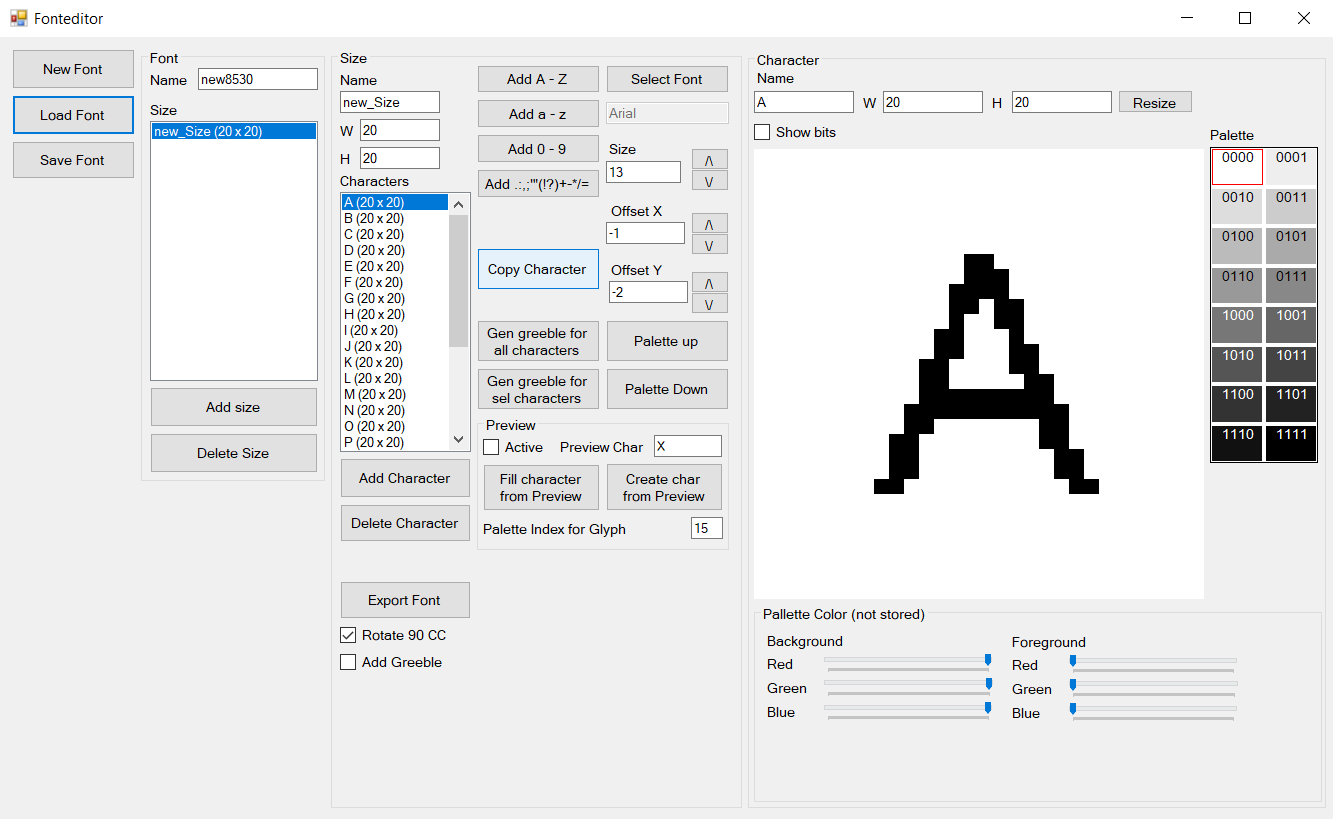 Fonteditor
New Font
Load Font
Save Font
Font
Name new8530
Size
new_Size (20 x 20)
Add size
Delete Size
Size
Name
new_Size
W 20
H 20
Characters
A (20 x 20)
B (20 x 20)
C (20 x 20)
D (20 x 20)
E (20 x 20)
F (20 x 20)
G (20 x 20)
H (20 x 20)
I (20 x 20)
J (20 x 20)
K (20 x 20)
L (20 x 20)
M (20 x 20)
N (20 x 20)
O (20 x 20)
P (20 x 20)
Add Character
Delete Character
Export Font
Rotate 90 CC
Add Greeble
Add A - Z
Add a - z
Add 0 - 9
Add .:,;'"(!?)+-*/=
Copy Character
Select Font
Arial
Size
13
/\
\/
Offset X
-1
/\
\/
Offset Y
-2
/\
\/
Gen greeble for
all characters
Palette up
Gen greeble for
sel characters
Palette Down
Preview
Active Preview Char X
Fill character
from Preview
Create char
from Preview
Palette Index for Glyph 15
Character
Name
A W 20 H 20 Resize
Show bits
A
Palette
0000 0001
0010 0011
0100 0101
0110 0111
1000 1001
1010 1011
1100 1101
1110 1111
Pallette Color (not stored)
Background
Red
Green
Blue
Foreground
Red
Green
Blue